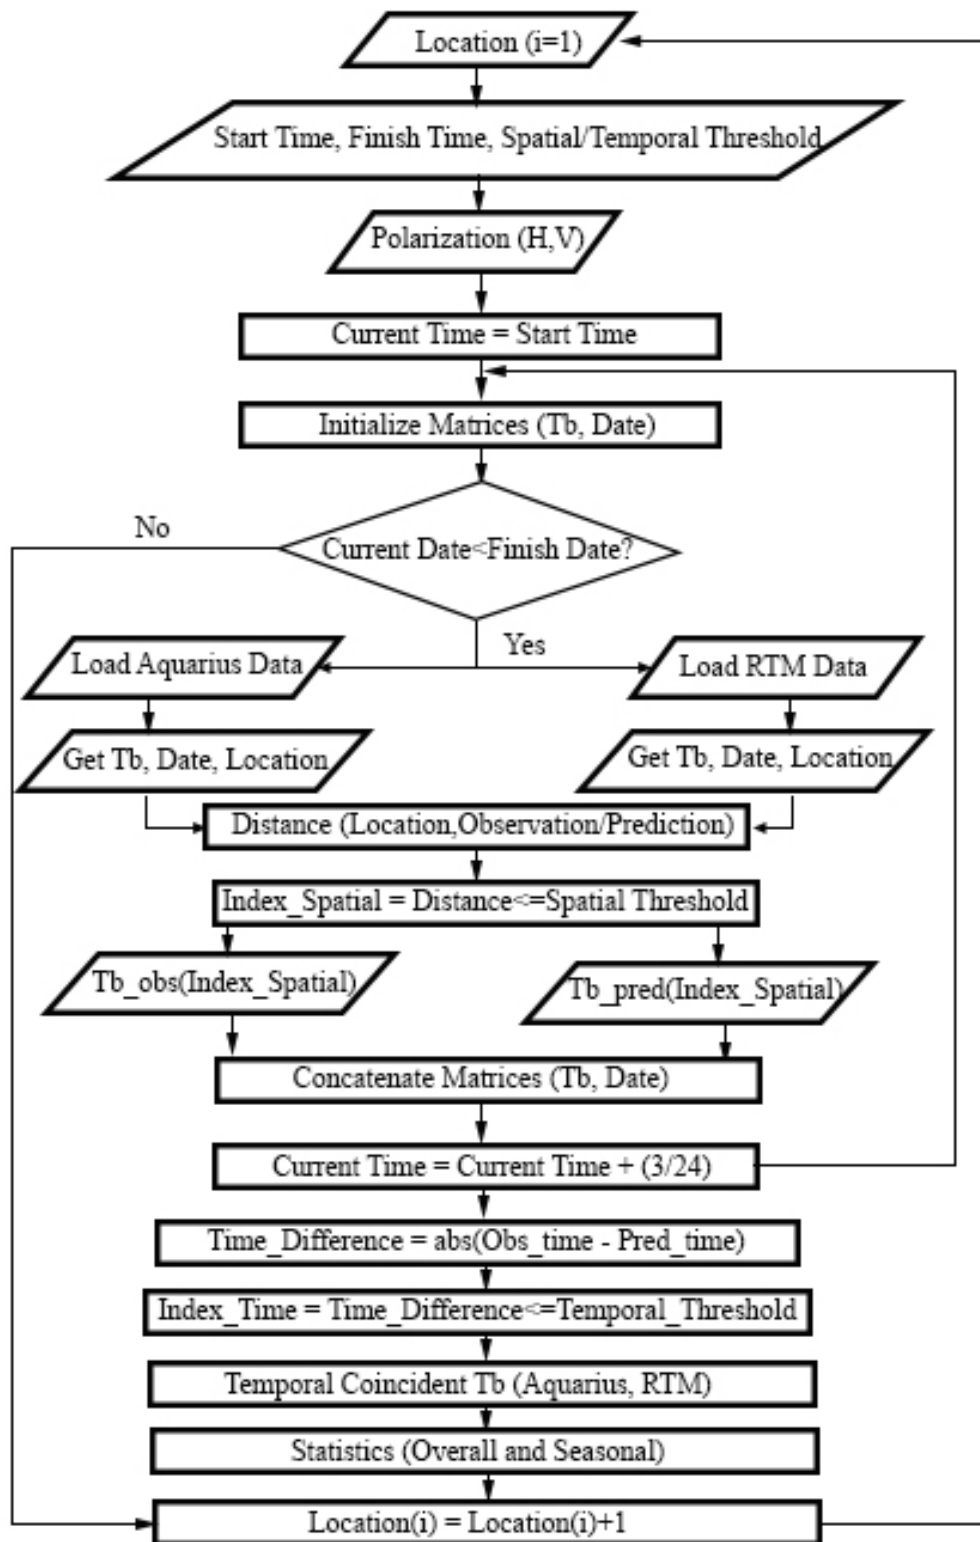 Location (i=1)
Start Time, Finish Time, Spatial/Temporal Threshold
Polarization (H,V)
Current Time = Start Time
Initialize Matrices (Tb, Date)
No
Current Date<Finish Date?
Yes
Load Aquarius Data
Load RTM Data
Get Tb, Date, Location
Get Tb, Date, Location
Distance (Location,Observation/Prediction)
Index_Spatial = Distance<=Spatial Threshold
Tb_obs(Index_Spatial)
Tb_pred(Index_Spatial)
Concatenate Matrices (Tb, Date)
Current Time = Current Time + (3/24)
Time_Difference = abs(Obs_time - Pred_time)
Index_Time = Time_Difference<=Temporal_Threshold
Temporal Coincident Tb (Aquarius, RTM)
Statistics (Overall and Seasonal)
Location(i) = Location(i)+1